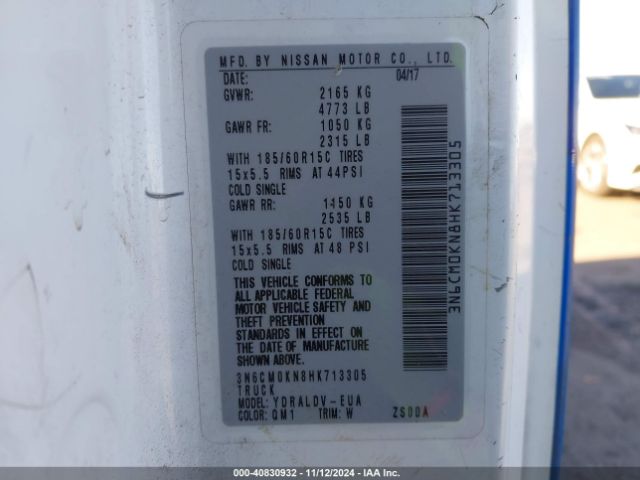 MFD. BY NISSAN MOTOR CO., LTD.
DATE: 04/17
GVWR: 2165 KG
4773 LB
GAWR FR: 1050 KG
2315 LB
WITH 185/60R15C TIRES
15x5.5 RIMS AT 44PSI
COLD SINGLE
GAWR RR: 1450 KG
2535 LB
WITH 185/60R15C TIRES
15x5.5 RIMS AT 48 PSI
COLD SINGLE
THIS VEHICLE CONFORMS TO
ALL APPLICABLE FEDERAL
MOTOR VEHICLE SAFETY AND
THEFT PREVENTION
STANDARDS IN EFFECT ON
THE DATE OF MANUFACTURE
SHOWN ABOVE.
3N6CM0KN8HK713305
TRUCK
MODEL: YDRALDV-EUA
COLOR: QM1 TRIM: W ZS00A
3N6CM0KN8HK713305
000-40830932 - 11/12/2024 - IAA Inc.